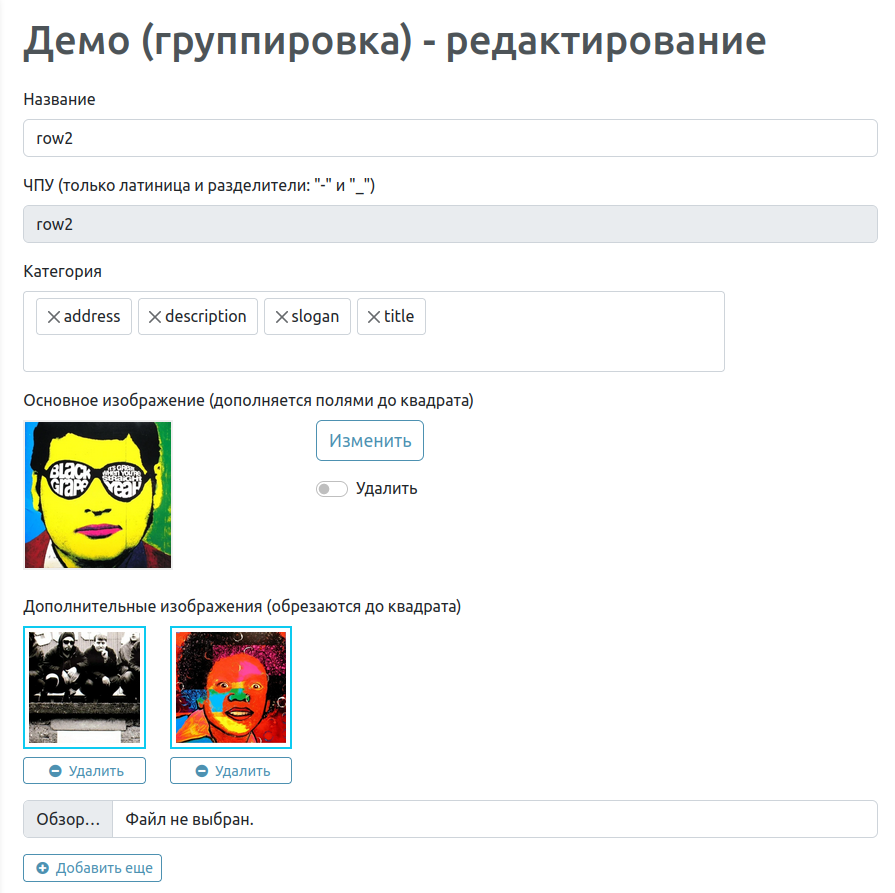 Демо (группировка) - редактирование
Название
row2
ЧПУ (только латиница и разделители: "-" и "_")
row2
Категория
address description slogan title
Основное изображение (дополняется полями до квадрата)
Изменить
Удалить
BLACK GRAPE
IT'S GREAT WHEN YOU'RE STRAIGHT YEAH
Дополнительные изображения (обрезаются до квадрата)
Удалить Удалить
Обзор... Файл не выбран.
Добавить еще